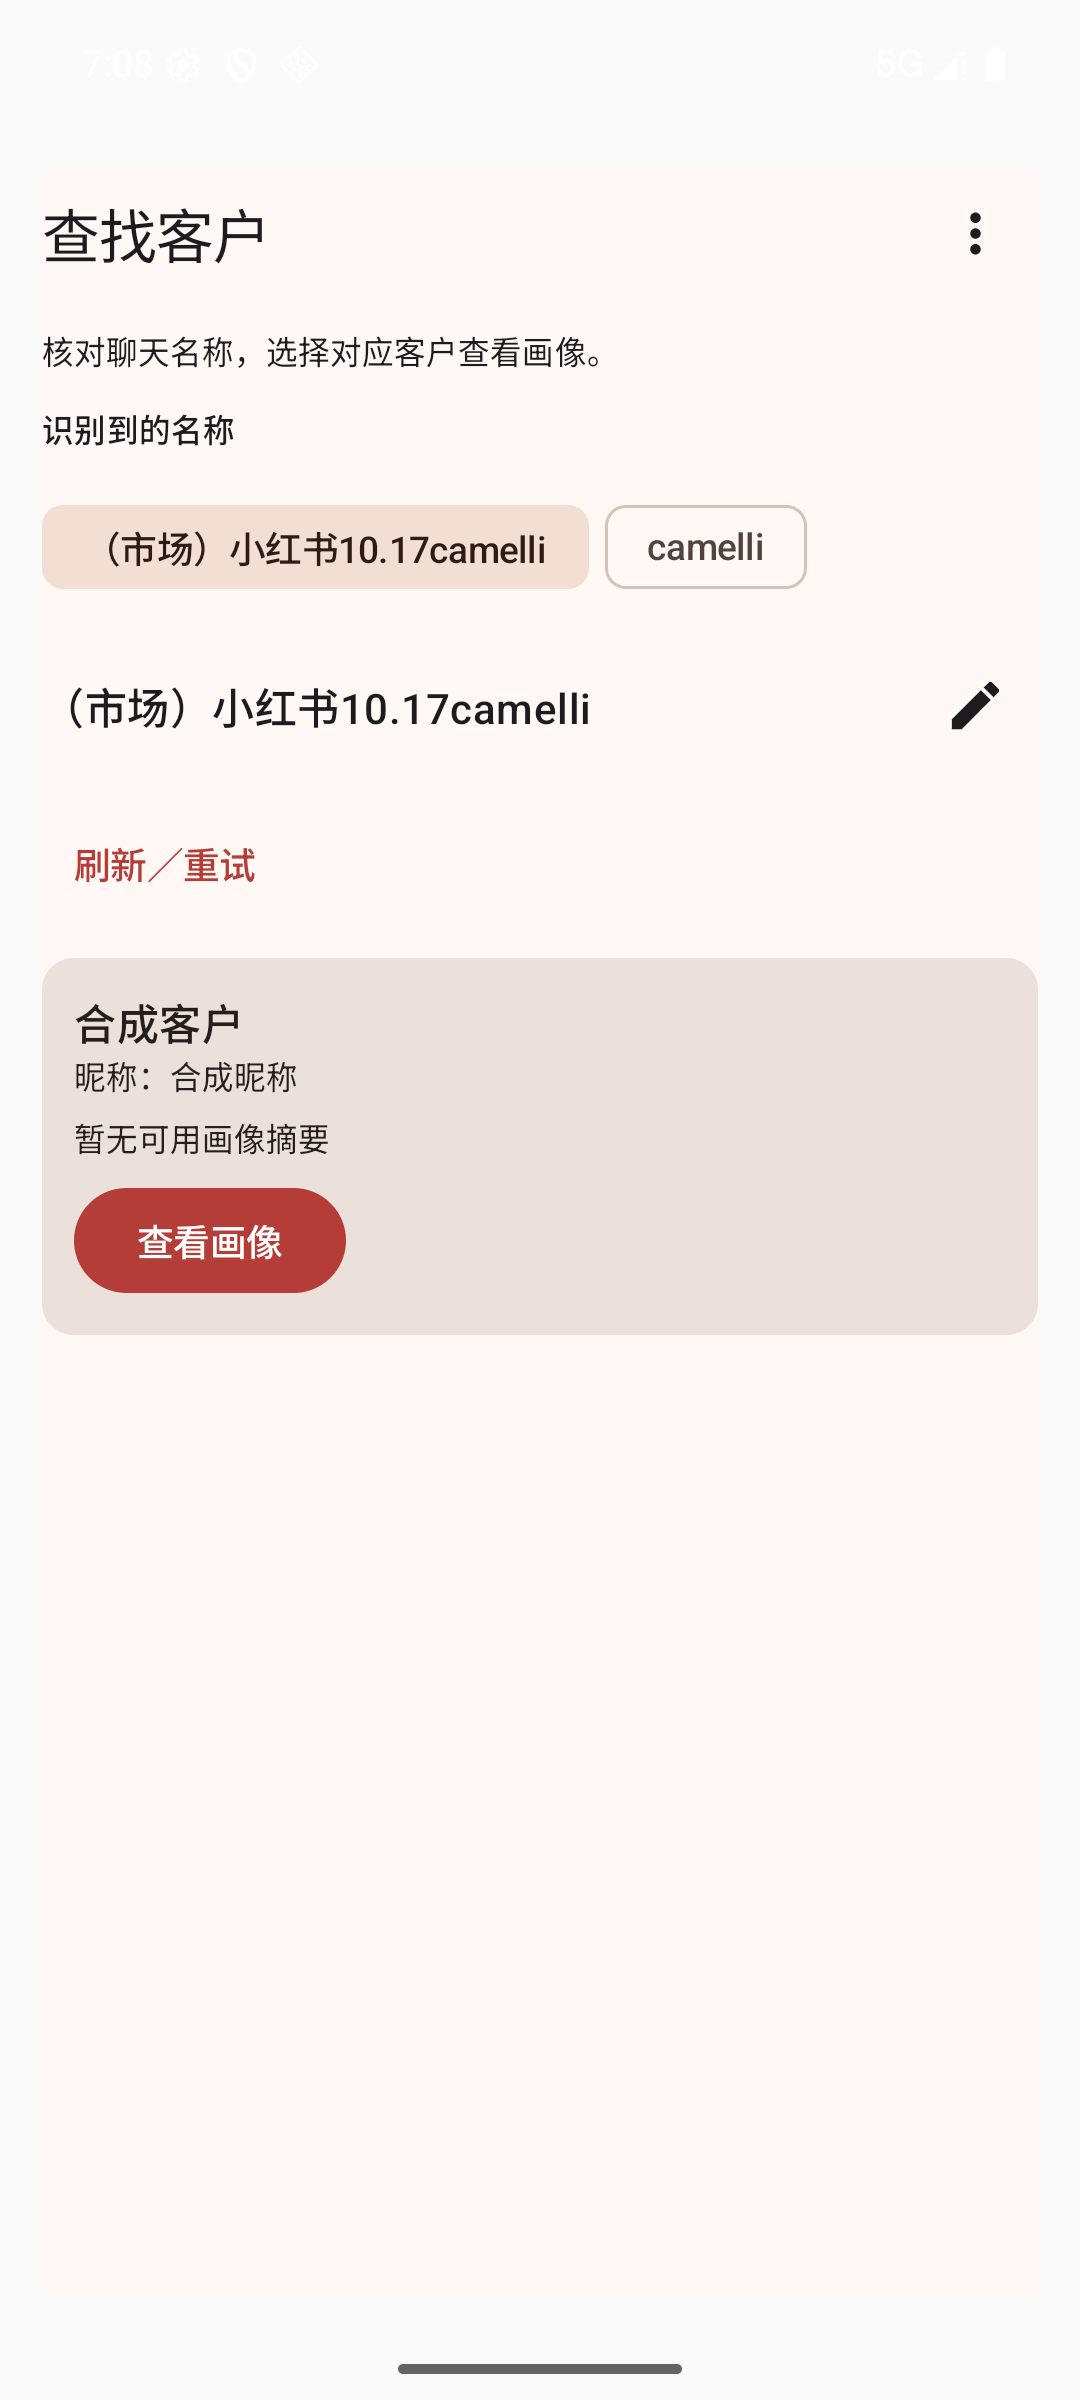 7:08
5G
查找客户
核对聊天名称，选择对应客户查看画像。
识别到的名称
（市场）小红书10.17camelli
camelli
（市场）小红书10.17camelli
刷新／重试
合成客户
昵称：合成昵称
暂无可用画像摘要
查看画像